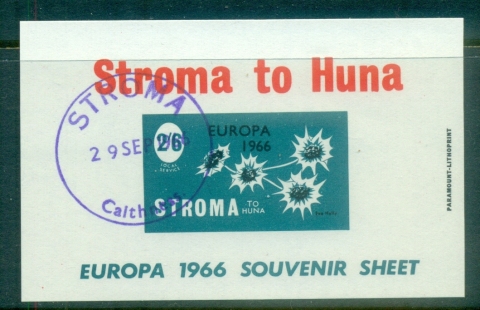 Stroma to Huna
STROMA
29 SEP 1966
Caithness
2/6
LOCAL
SERVICE
EUROPA
1966
STROMA TO
HUNA
EUROPA 1966 SOUVENIR SHEET
PARAMOUNT-LITHOPRINT